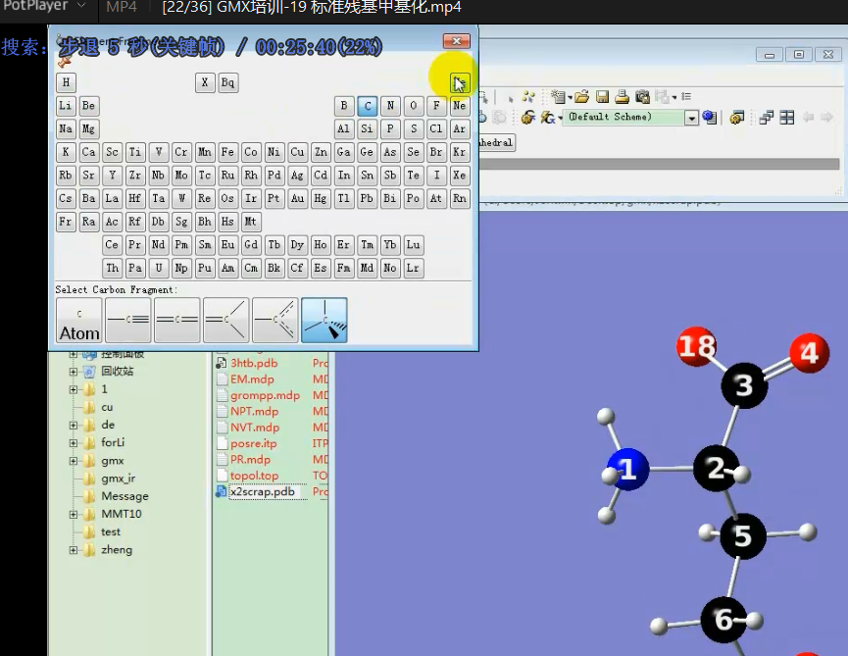 PotPlayer MP4 [22/36] GMX培训-19 标准残基甲基化.mp4
搜索: 步退 5 秒(关键帧) / 00:25:40(22%)
H X Bq
Li Be B C N O F Ne
Na Mg Al Si P S Cl Ar
(Default Scheme)
hedral
K Ca Sc Ti V Cr Mn Fe Co Ni Cu Zn Ga Ge As Se Br Kr
Rb Sr Y Zr Nb Mo Tc Ru Rh Pd Ag Cd In Sn Sb Te I Xe
Cs Ba La Hf Ta W Re Os Ir Pt Au Hg Tl Pb Bi Po At Rn
Fr Ra Ac Rf Db Sg Bh Hs Mt
Ce Pr Nd Pm Sm Eu Gd Tb Dy Ho Er Tm Yb Lu
Th Pa U Np Pu Am Cm Bk Cf Es Fm Md No Lr
Select Carbon Fragment:
C
Atom
控制面板
回收站
1
cu
de
forLi
gmx
gmx_ir
Message
MMT10
test
zheng
3htb.pdb Pro
EM.mdp MD
grompp.mdp MD
NPT.mdp MD
NVT.mdp MD
posre.itp ITP
PR.mdp MD
topol.top TO
x2scrap.pdb Pro
18
4
3
1
2
5
6